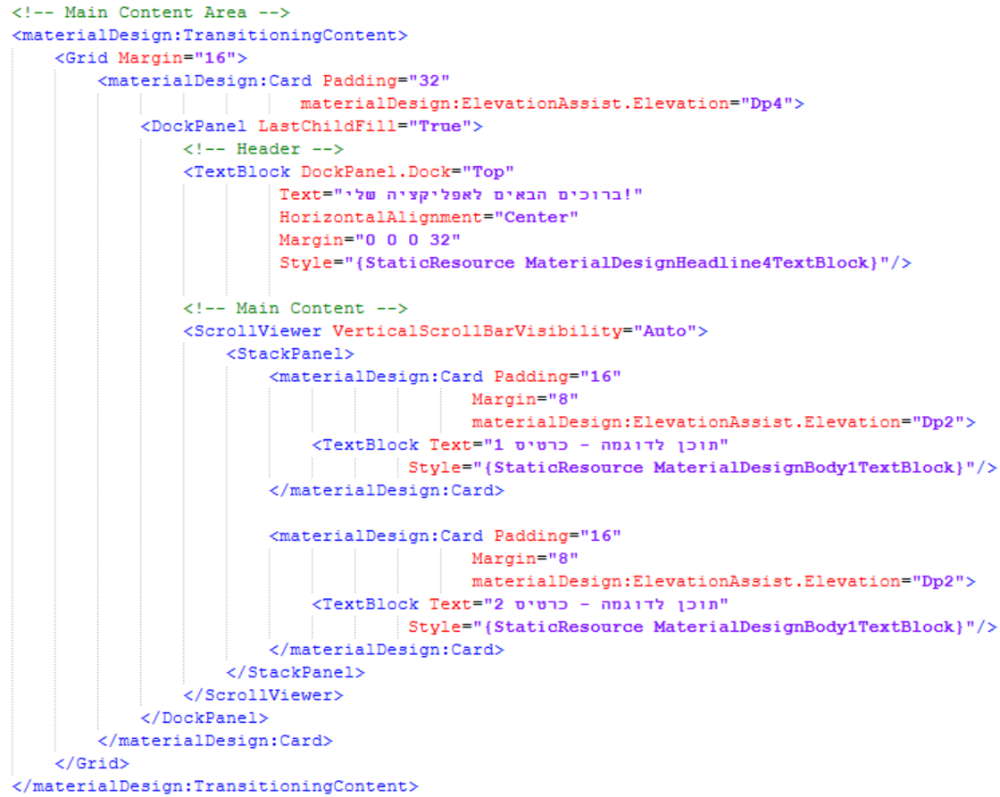 <!-- Main Content Area -->
<materialDesign:TransitioningContent>
<Grid Margin="16">
<materialDesign:Card Padding="32"
materialDesign:ElevationAssist.Elevation="Dp4">
<DockPanel LastChildFill="True">
<!-- Header -->
<TextBlock DockPanel.Dock="Top"
Text="ברוכים הבאים לאפליקציה שלי!"
HorizontalAlignment="Center"
Margin="0 0 0 32"
Style="{StaticResource MaterialDesignHeadline4TextBlock}"/>
<!-- Main Content -->
<ScrollViewer VerticalScrollBarVisibility="Auto">
<StackPanel>
<materialDesign:Card Padding="16"
Margin="8"
materialDesign:ElevationAssist.Elevation="Dp2">
<TextBlock Text="תוכן לדוגמה - כרטיס 1"
Style="{StaticResource MaterialDesignBody1TextBlock}"/>
</materialDesign:Card>
<materialDesign:Card Padding="16"
Margin="8"
materialDesign:ElevationAssist.Elevation="Dp2">
<TextBlock Text="תוכן לדוגמה - כרטיס 2"
Style="{StaticResource MaterialDesignBody1TextBlock}"/>
</materialDesign:Card>
</StackPanel>
</ScrollViewer>
</DockPanel>
</materialDesign:Card>
</Grid>
</materialDesign:TransitioningContent>